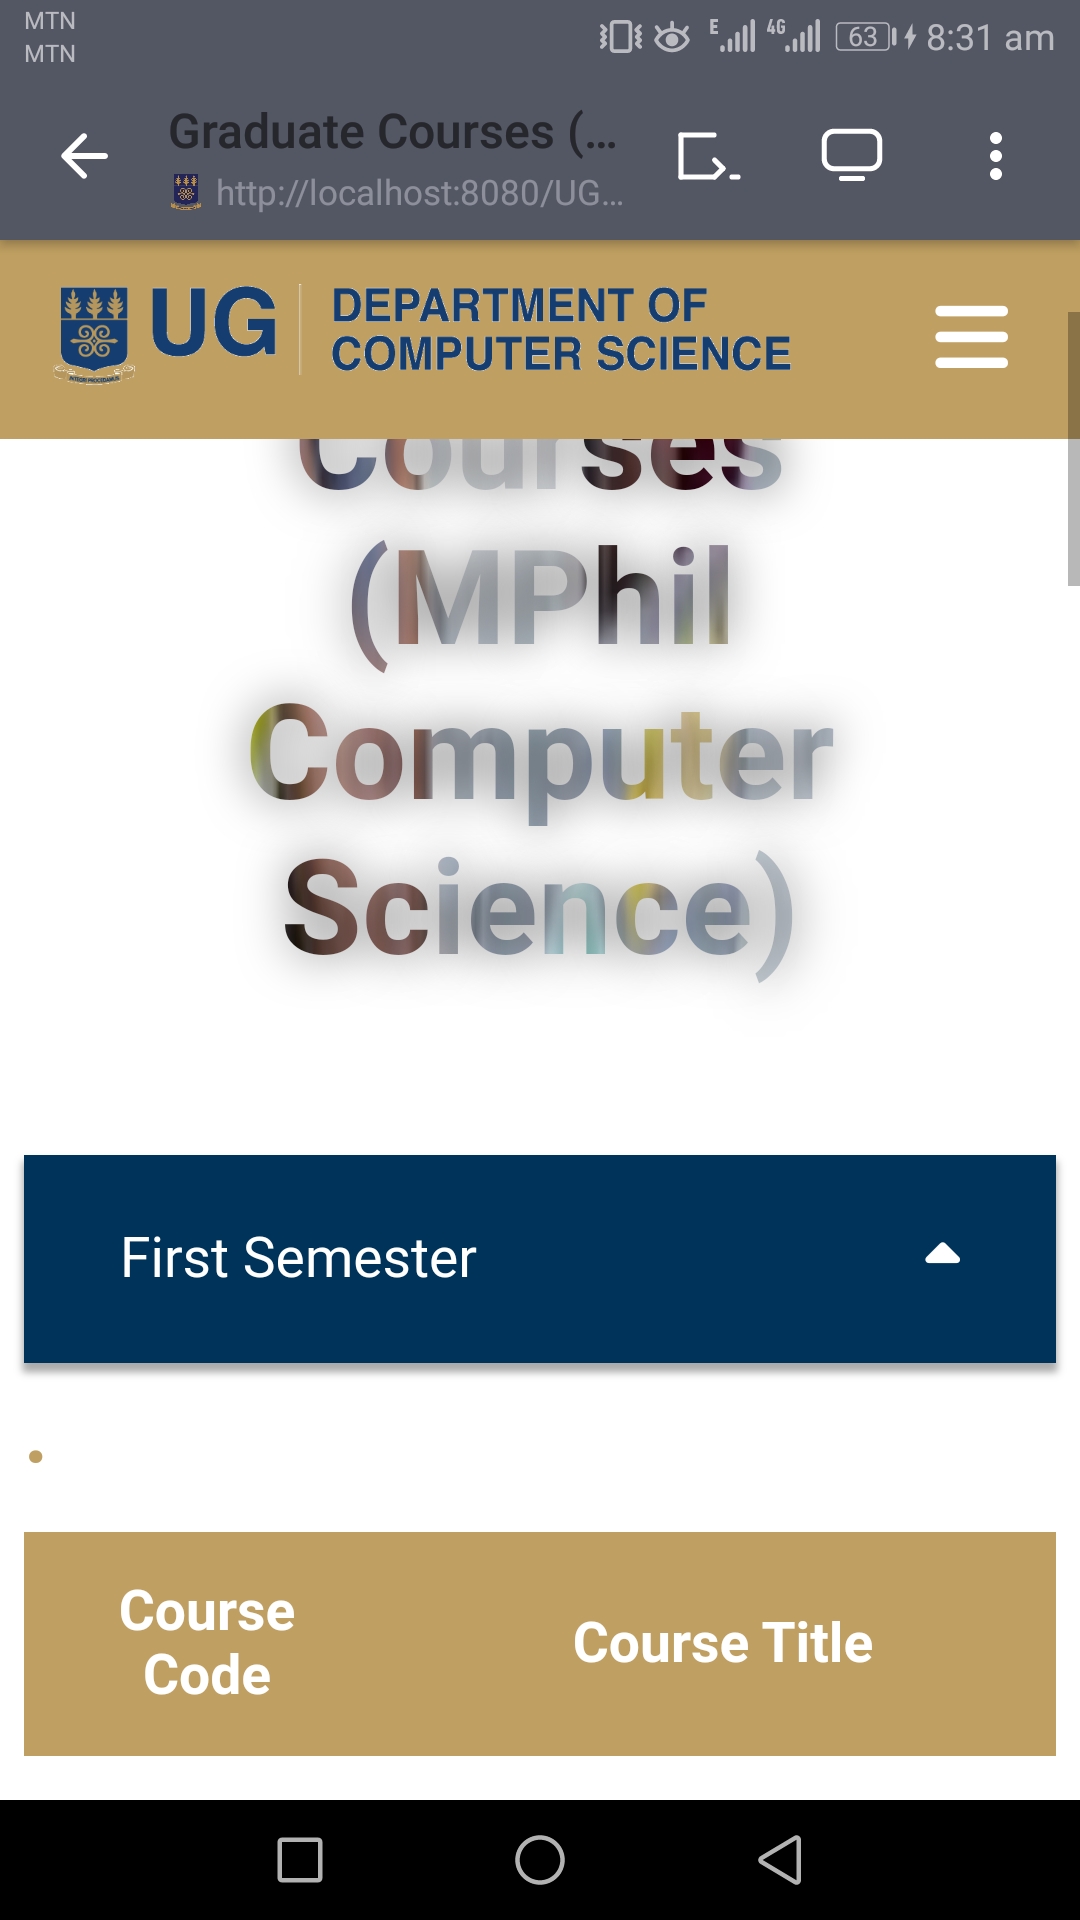 MTN
MTN
E 4G 63 8:31 am
Graduate Courses (...
http://localhost:8080/UG...
UG
DEPARTMENT OF
COMPUTER SCIENCE
Courses
(MPhil
Computer
Science)
First Semester
Course
Code
Course Title